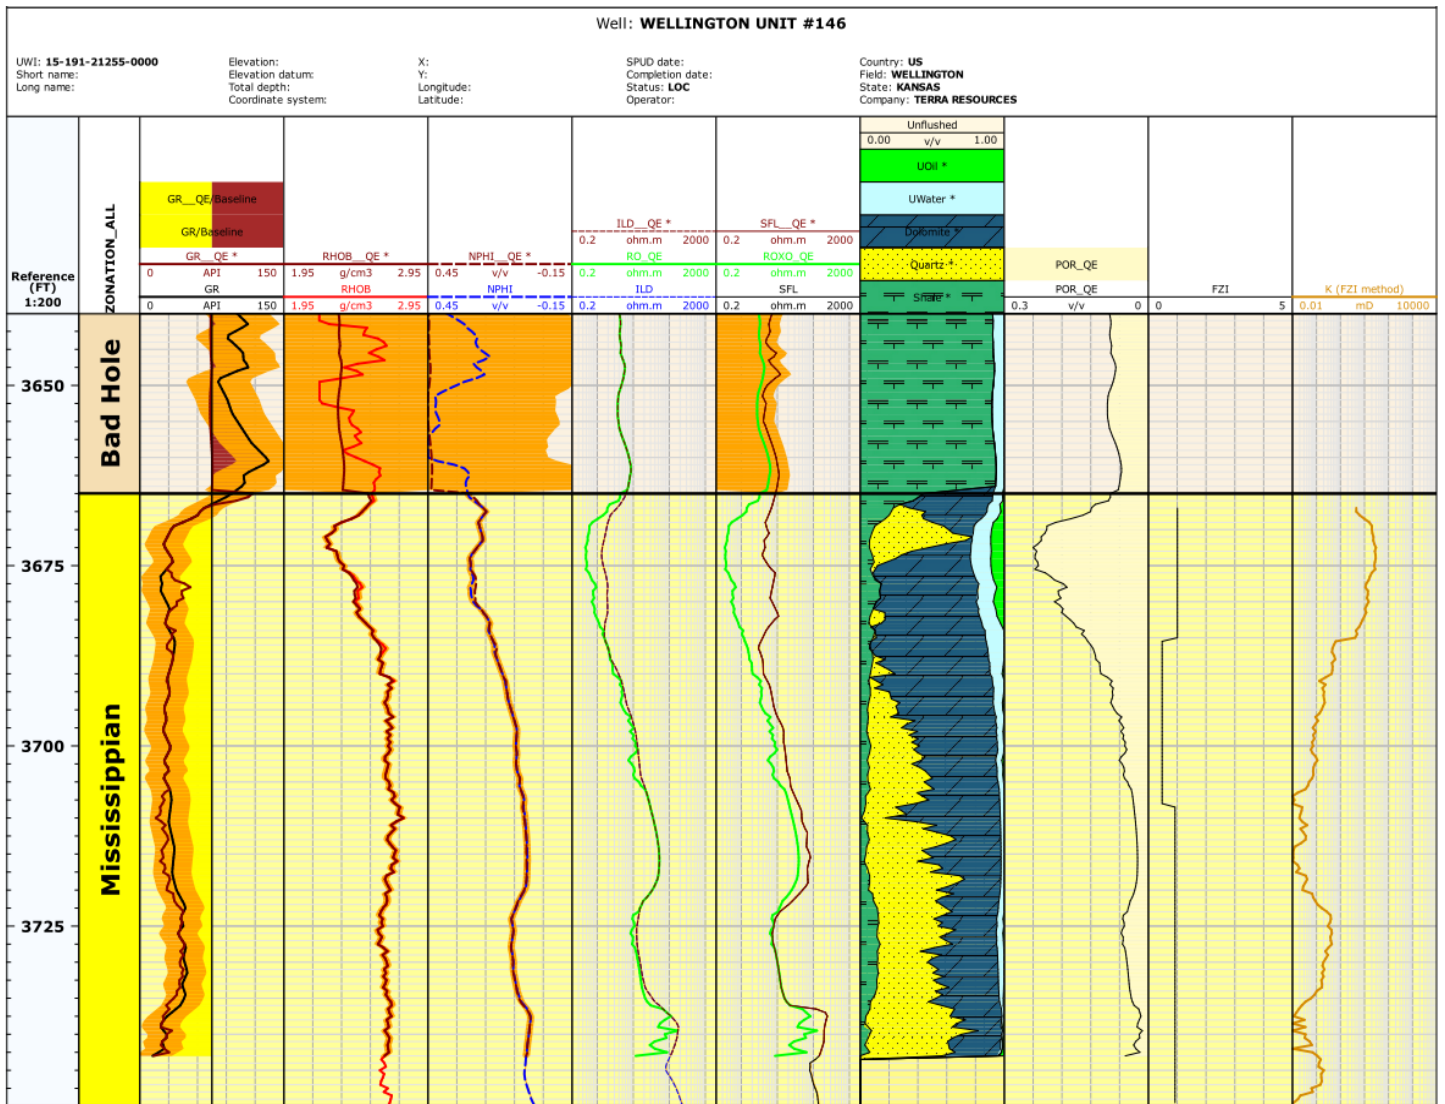 Well: WELLINGTON UNIT #146
UWI: 15-191-21255-0000
Short name:
Long name:
Elevation:
Elevation datum:
Total depth:
Coordinate system:
X:
Y:
Longitude:
Latitude:
SPUD date:
Completion date:
Status: LOC
Operator:
Country: US
Field: WELLINGTON
State: KANSAS
Company: TERRA RESOURCES
Reference
(FT)
1:200
ZONATION_ALL
GR__QE/Baseline
GR/Baseline
GR__QE *
0 API 150
GR
0 API 150
RHOB__QE *
1.95 g/cm3 2.95
RHOB
1.95 g/cm3 2.95
NPHI__QE *
0.45 v/v -0.15
NPHI
0.45 v/v -0.15
ILD__QE *
0.2 ohm.m 2000
RO_QE
0.2 ohm.m 2000
ILD
0.2 ohm.m 2000
SFL__QE *
0.2 ohm.m 2000
ROXO_QE
0.2 ohm.m 2000
SFL
0.2 ohm.m 2000
Unflushed
0.00 v/v 1.00
UOil *
UWater *
Dolomite *
Quartz *
Shale *
POR_QE
POR_QE
0.3 v/v 0
FZI
0 5
K (FZI method)
0.01 mD 10000
Bad Hole
Mississippian
3650
3675
3700
3725